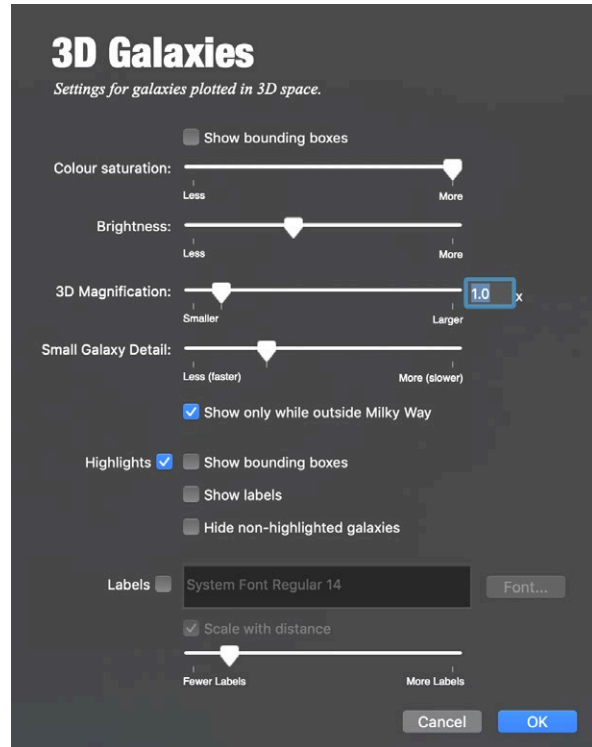 3D Galaxies
Settings for galaxies plotted in 3D space.
Show bounding boxes
Colour saturation:
Less More
Brightness:
Less More
3D Magnification: 1.0 x
Smaller Larger
Small Galaxy Detail:
Less (faster) More (slower)
Show only while outside Milky Way
Highlights Show bounding boxes
Show labels
Hide non-highlighted galaxies
Labels System Font Regular 14 Font...
Scale with distance
Fewer Labels More Labels
Cancel OK